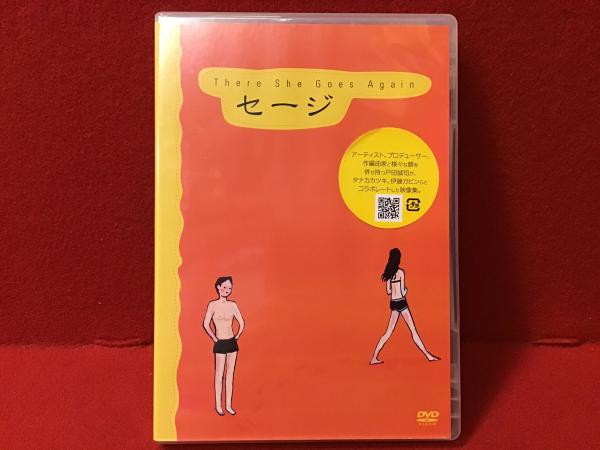 There She Goes Again
セージ
アーティスト、プロデューサー、
作編曲家と様々な顔を
併せ持つ戸田誠司が、
タナカカツキ、伊藤ガビンらと
コラボレートした映像集。
DVD
VIDEO